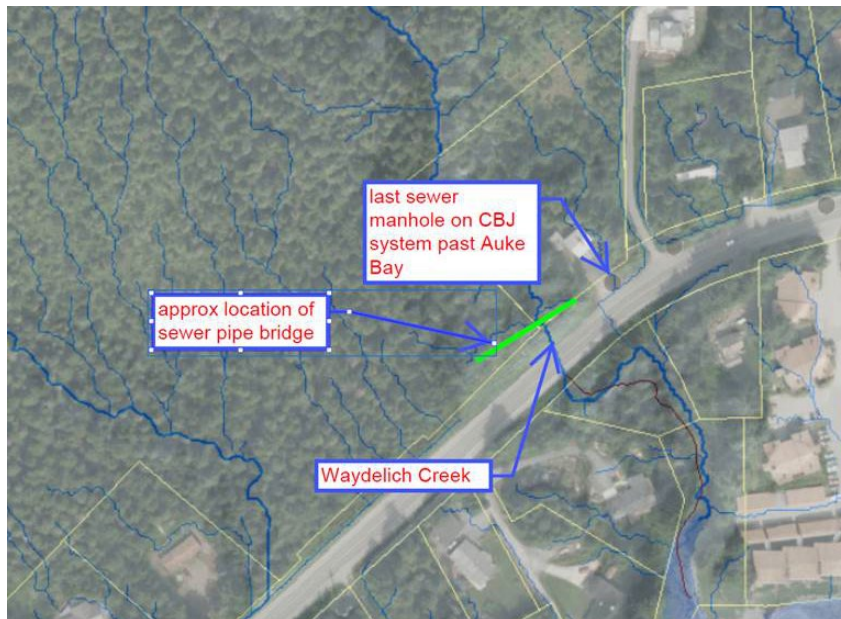 last sewer
manhole on CBJ
system past Auke
Bay
approx location of
sewer pipe bridge
Waydelich Creek